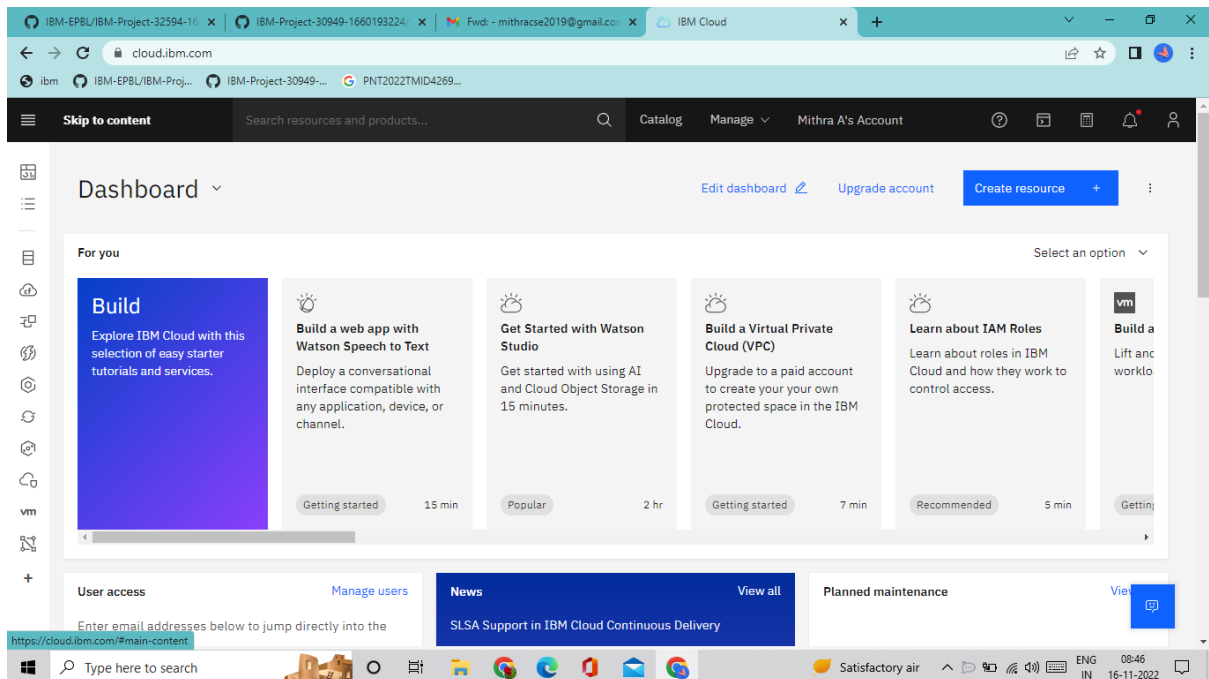 IBM-EPBL/IBM-Project-32594-16
IBM-Project-30949-1660193224/
Fwd: - mithracse2019@gmail.com
IBM Cloud
cloud.ibm.com
ibm
IBM-EPBL/IBM-Proj...
IBM-Project-30949-...
PNT2022TMID4269...
Skip to content
Search resources and products...
Catalog
Manage
Mithra A's Account
Dashboard
Edit dashboard
Upgrade account
Create resource +
For you
Select an option
Build
Explore IBM Cloud with this
selection of easy starter
tutorials and services.
Build a web app with
Watson Speech to Text
Deploy a conversational
interface compatible with
any application, device, or
channel.
Getting started
15 min
Get Started with Watson
Studio
Get started with using AI
and Cloud Object Storage in
15 minutes.
Popular
2 hr
Build a Virtual Private
Cloud (VPC)
Upgrade to a paid account
to create your your own
protected space in the IBM
Cloud.
Getting started
7 min
Learn about IAM Roles
Learn about roles in IBM
Cloud and how they work to
control access.
Recommended
5 min
vm
Build a
Lift and
worklo
Getting
vm
User access
Manage users
Enter email addresses below to jump directly into the
News
View all
SLSA Support in IBM Cloud Continuous Delivery
Planned maintenance
View
https://cloud.ibm.com/#main-content
Type here to search
Satisfactory air
ENG
IN
08:46
16-11-2022